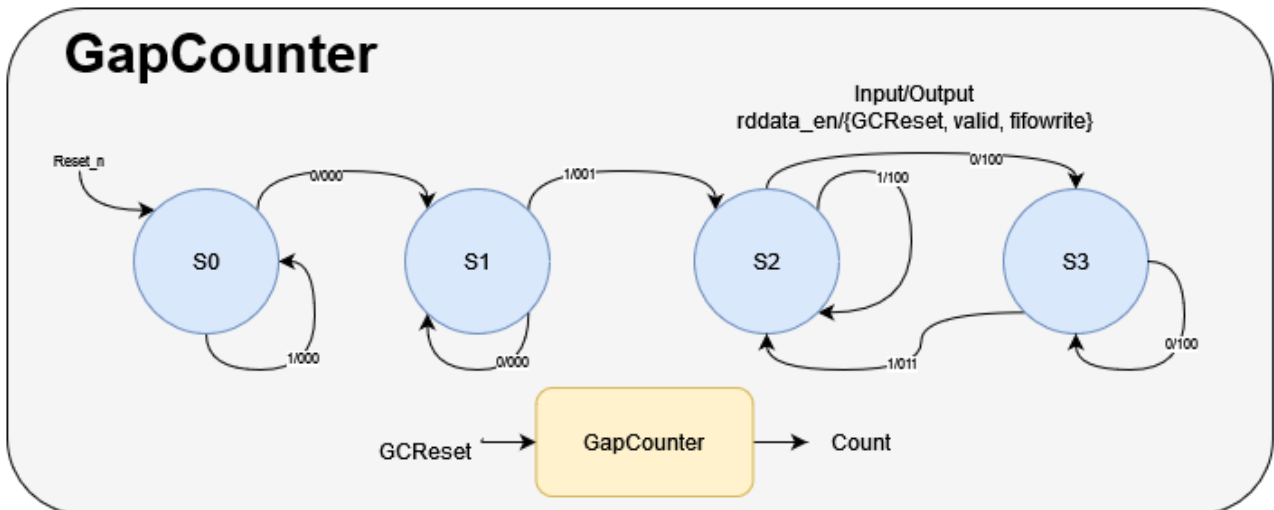 GapCounter
Input/Output
rddata_en/{GCReset, valid, fifowrite}
Reset_n
0/000
1/001
0/100
1/100
S0
S1
S2
S3
1/000
0/000
1/011
0/100
GCReset
GapCounter
Count